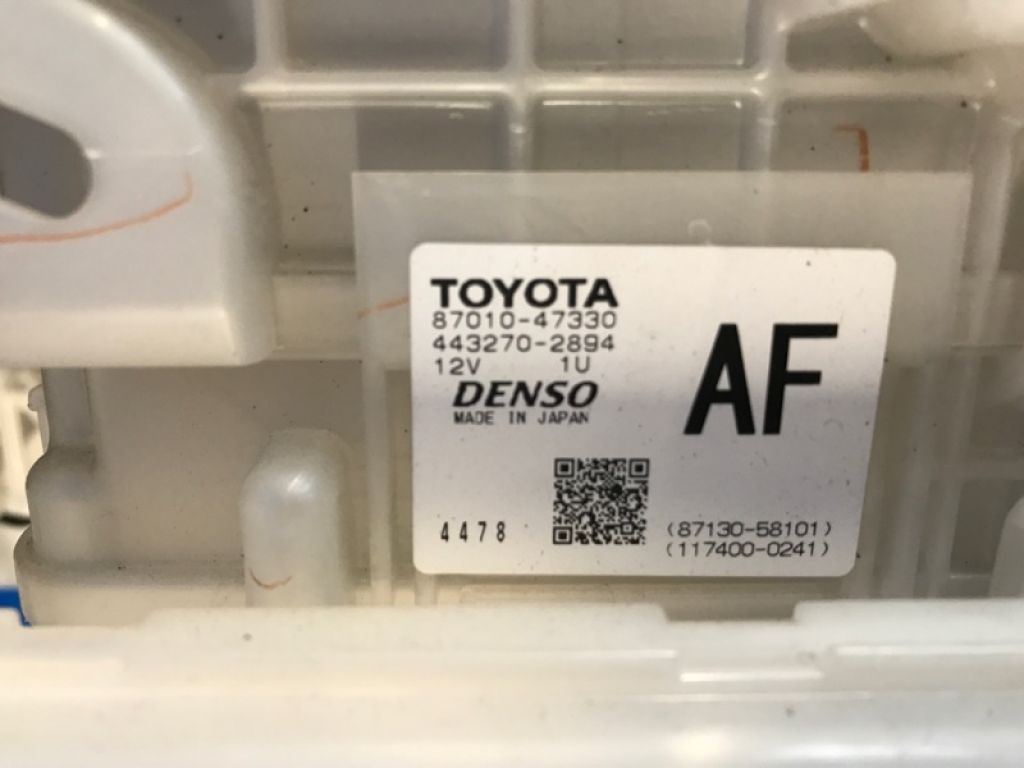 TOYOTA
87010-47330
443270-2894
12V 1U
DENSO
MADE IN JAPAN
AF
4478
(87130-58101)
(117400-0241)